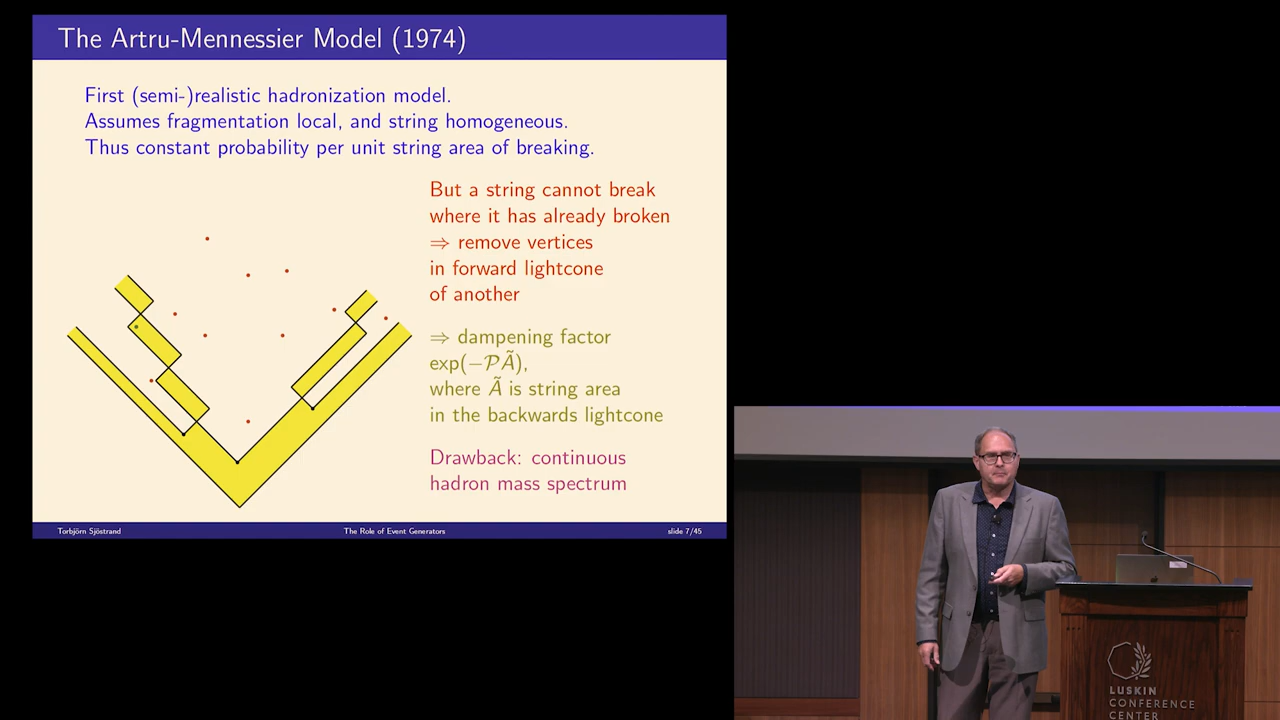 The Artru-Mennessier Model (1974)
First (semi-)realistic hadronization model.
Assumes fragmentation local, and string homogeneous.
Thus constant probability per unit string area of breaking.
But a string cannot break
where it has already broken
⇒ remove vertices
in forward lightcone
of another
⇒ dampening factor
exp(−𝒫Ã),
where Ã is string area
in the backwards lightcone
Drawback: continuous
hadron mass spectrum
Torbjörn Sjöstrand
The Role of Event Generators
slide 7/45
LUSKIN
CONFERENCE
CENTER